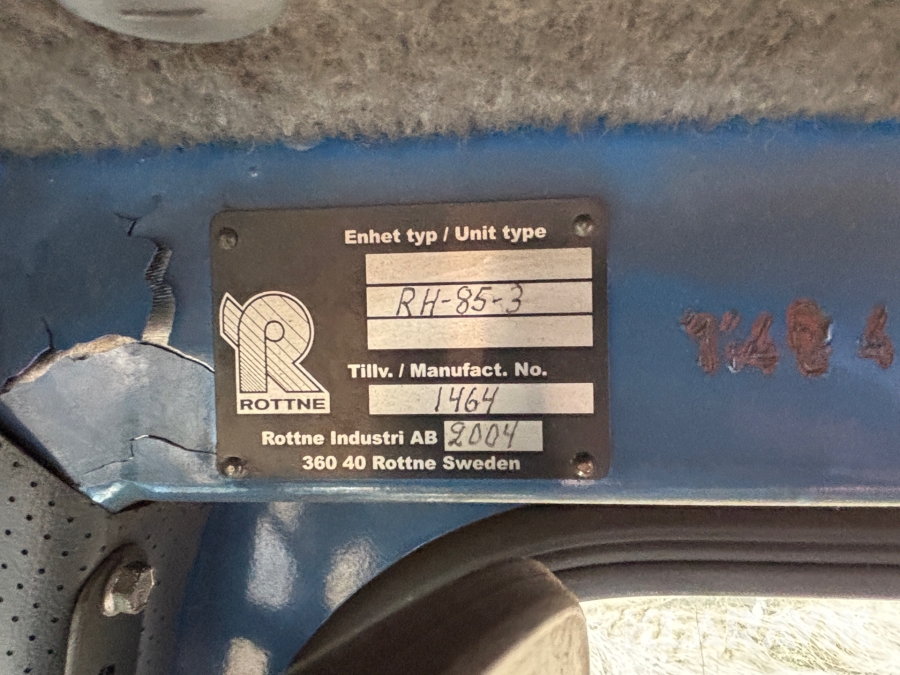 Enhet typ / Unit type
RH-85-3
Tillv. / Manufact. No.
1464
ROTTNE
Rottne Industri AB 2004
360 40 Rottne Sweden